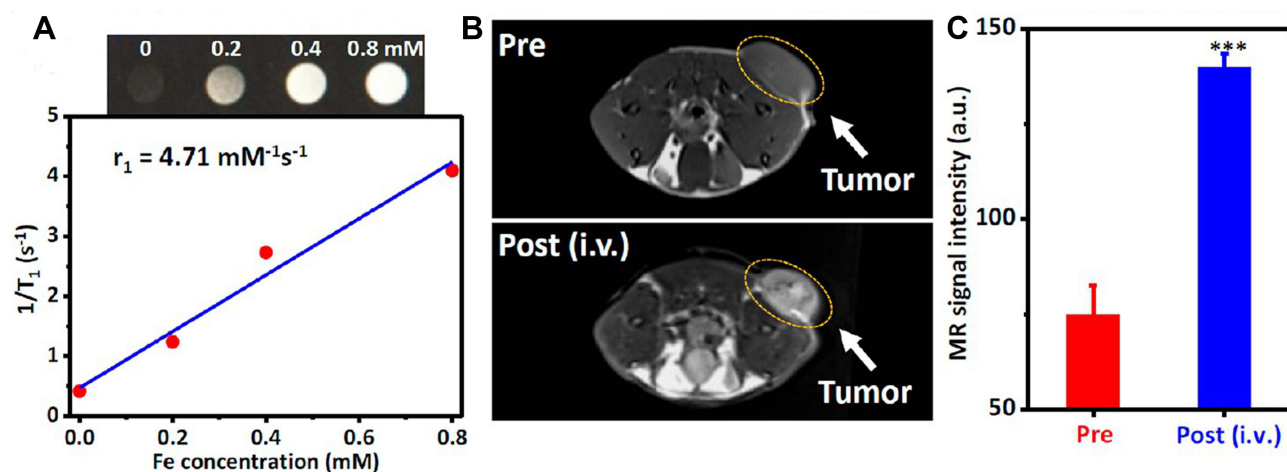 A
0 0.2 0.4 0.8 mM
5
4
3
2
1
0
r₁ = 4.71 mM⁻¹s⁻¹
1/T₁ (s⁻¹)
0.0 0.2 0.4 0.6 0.8
Fe concentration (mM)
B
Pre
Tumor
Post (i.v.)
Tumor
C
150
100
50
***
MR signal intensity (a.u.)
Pre Post (i.v.)